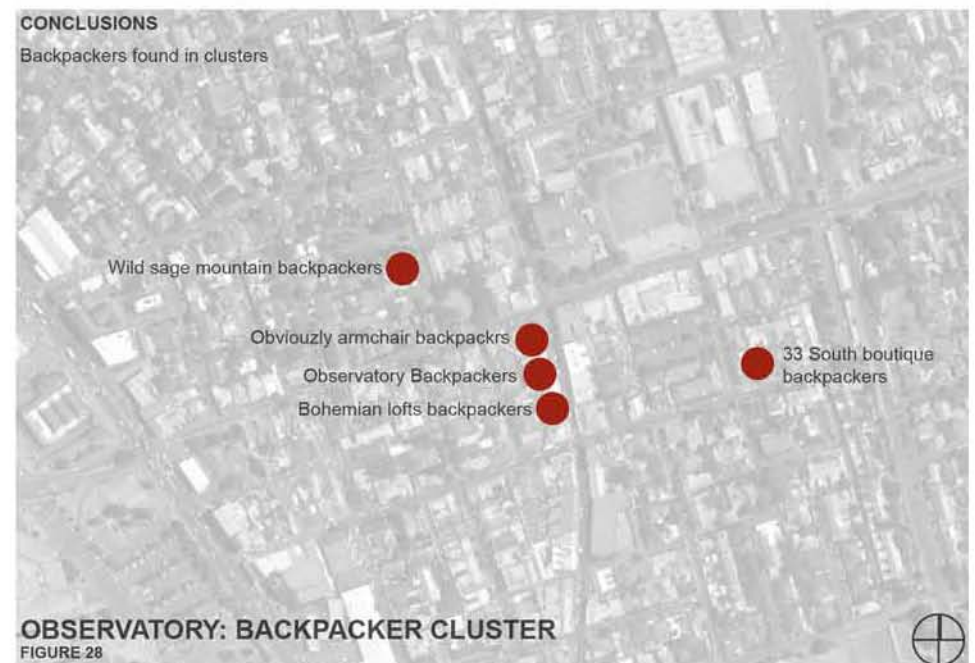 CONCLUSIONS
Backpackers found in clusters
Wild sage mountain backpackers
Obviouzly armchair backpackrs
Observatory Backpackers
Bohemian lofts backpackers
33 South boutique
backpackers
OBSERVATORY: BACKPACKER CLUSTER
FIGURE 28